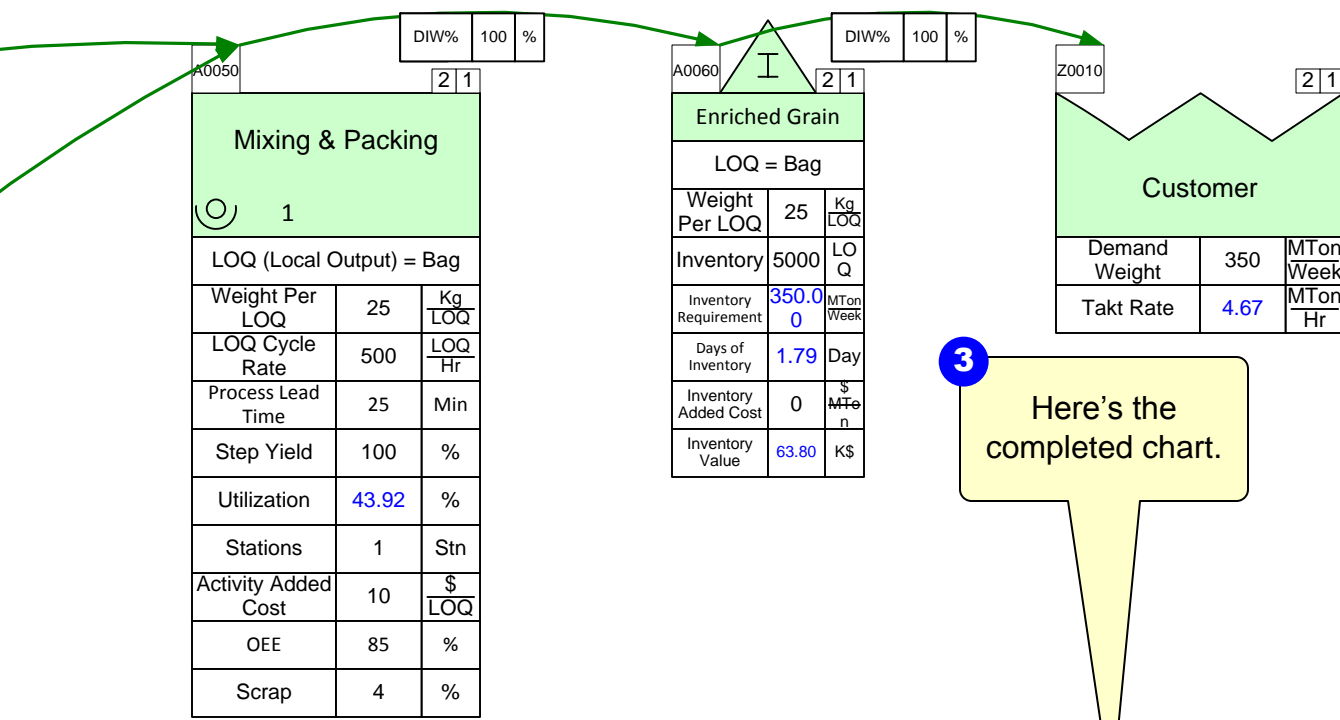 DIW% 100 %
DIW% 100 %
A0050
2 1
Mixing & Packing
1
LOQ (Local Output) = Bag
Weight Per
LOQ
25
Kg
LOQ
LOQ Cycle
Rate
500
LOQ
Hr
Process Lead
Time
25
Min
Step Yield 100 %
Utilization 43.92 %
Stations 1 Stn
Activity Added
Cost
10
$
LOQ
OEE 85 %
Scrap 4 %
A0060
I
2 1
Enriched Grain
LOQ = Bag
Weight
Per LOQ
25
Kg
LOQ
Inventory 5000
LO
Q
Inventory
Requirement
350.0
0
MTon
Week
Days of
Inventory
1.79
Day
Inventory
Added Cost
0
$
MTo
n
Inventory
Value
63.80
K$
Z0010
2 1
Customer
Demand
Weight
350
MTon
Week
Takt Rate 4.67
MTon
Hr
3
Here's the
completed chart.